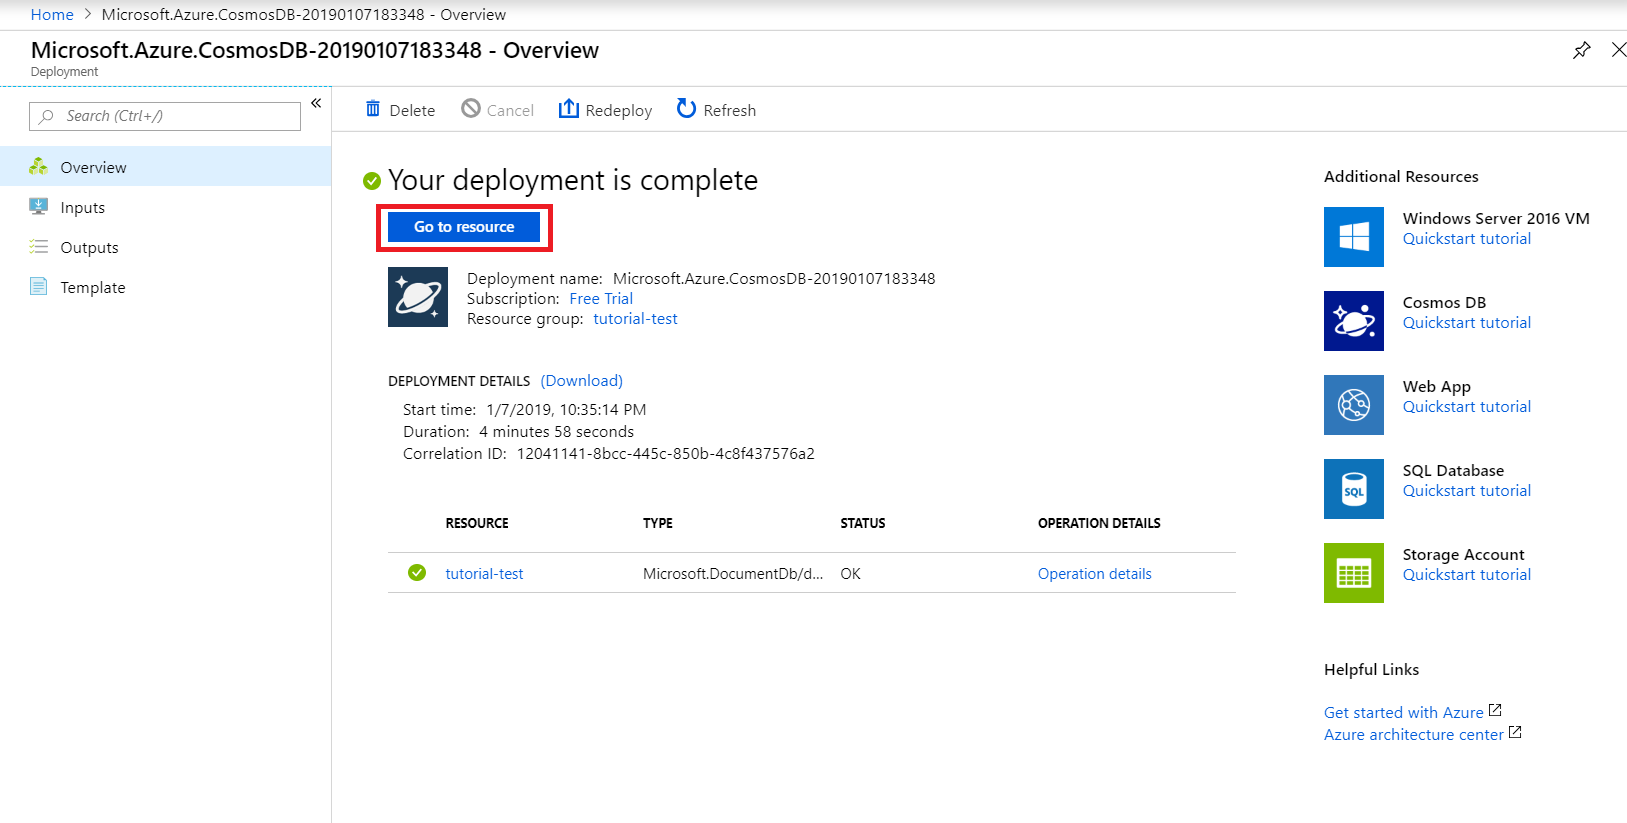 Home > Microsoft.Azure.CosmosDB-20190107183348 - Overview
Microsoft.Azure.CosmosDB-20190107183348 - Overview
Deployment
Search (Ctrl+/)
«
Overview
Inputs
Outputs
Template
Delete Cancel Redeploy Refresh
Your deployment is complete
Go to resource
Deployment name: Microsoft.Azure.CosmosDB-20190107183348
Subscription: Free Trial
Resource group: tutorial-test
DEPLOYMENT DETAILS (Download)
Start time: 1/7/2019, 10:35:14 PM
Duration: 4 minutes 58 seconds
Correlation ID: 12041141-8bcc-445c-850b-4c8f437576a2
RESOURCE TYPE STATUS OPERATION DETAILS
tutorial-test Microsoft.DocumentDb/d... OK Operation details
Additional Resources
Windows Server 2016 VM
Quickstart tutorial
Cosmos DB
Quickstart tutorial
Web App
Quickstart tutorial
SQL
SQL Database
Quickstart tutorial
Storage Account
Quickstart tutorial
Helpful Links
Get started with Azure
Azure architecture center